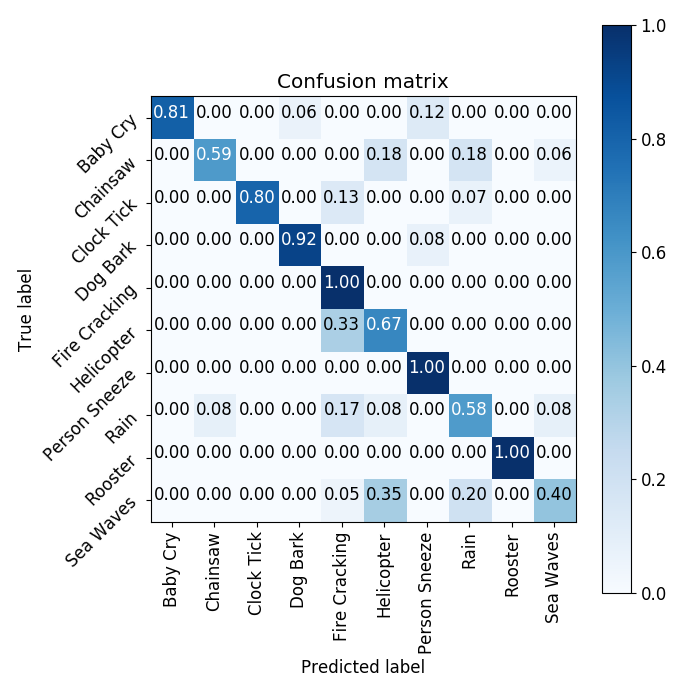 Confusion matrix
True label
Baby Cry 0.81 0.00 0.00 0.06 0.00 0.00 0.12 0.00 0.00 0.00
Chainsaw 0.00 0.59 0.00 0.00 0.00 0.18 0.00 0.18 0.00 0.06
Clock Tick 0.00 0.00 0.80 0.00 0.13 0.00 0.00 0.07 0.00 0.00
Dog Bark 0.00 0.00 0.00 0.92 0.00 0.00 0.08 0.00 0.00 0.00
Fire Cracking 0.00 0.00 0.00 0.00 1.00 0.00 0.00 0.00 0.00 0.00
Helicopter 0.00 0.00 0.00 0.00 0.33 0.67 0.00 0.00 0.00 0.00
Person Sneeze 0.00 0.00 0.00 0.00 0.00 0.00 1.00 0.00 0.00 0.00
Rain 0.00 0.08 0.00 0.00 0.17 0.08 0.00 0.58 0.00 0.08
Rooster 0.00 0.00 0.00 0.00 0.00 0.00 0.00 0.00 1.00 0.00
Sea Waves 0.00 0.00 0.00 0.00 0.05 0.35 0.00 0.20 0.00 0.40
Baby Cry
Chainsaw
Clock Tick
Dog Bark
Fire Cracking
Helicopter
Person Sneeze
Rain
Rooster
Sea Waves
Predicted label
1.0
0.8
0.6
0.4
0.2
0.0